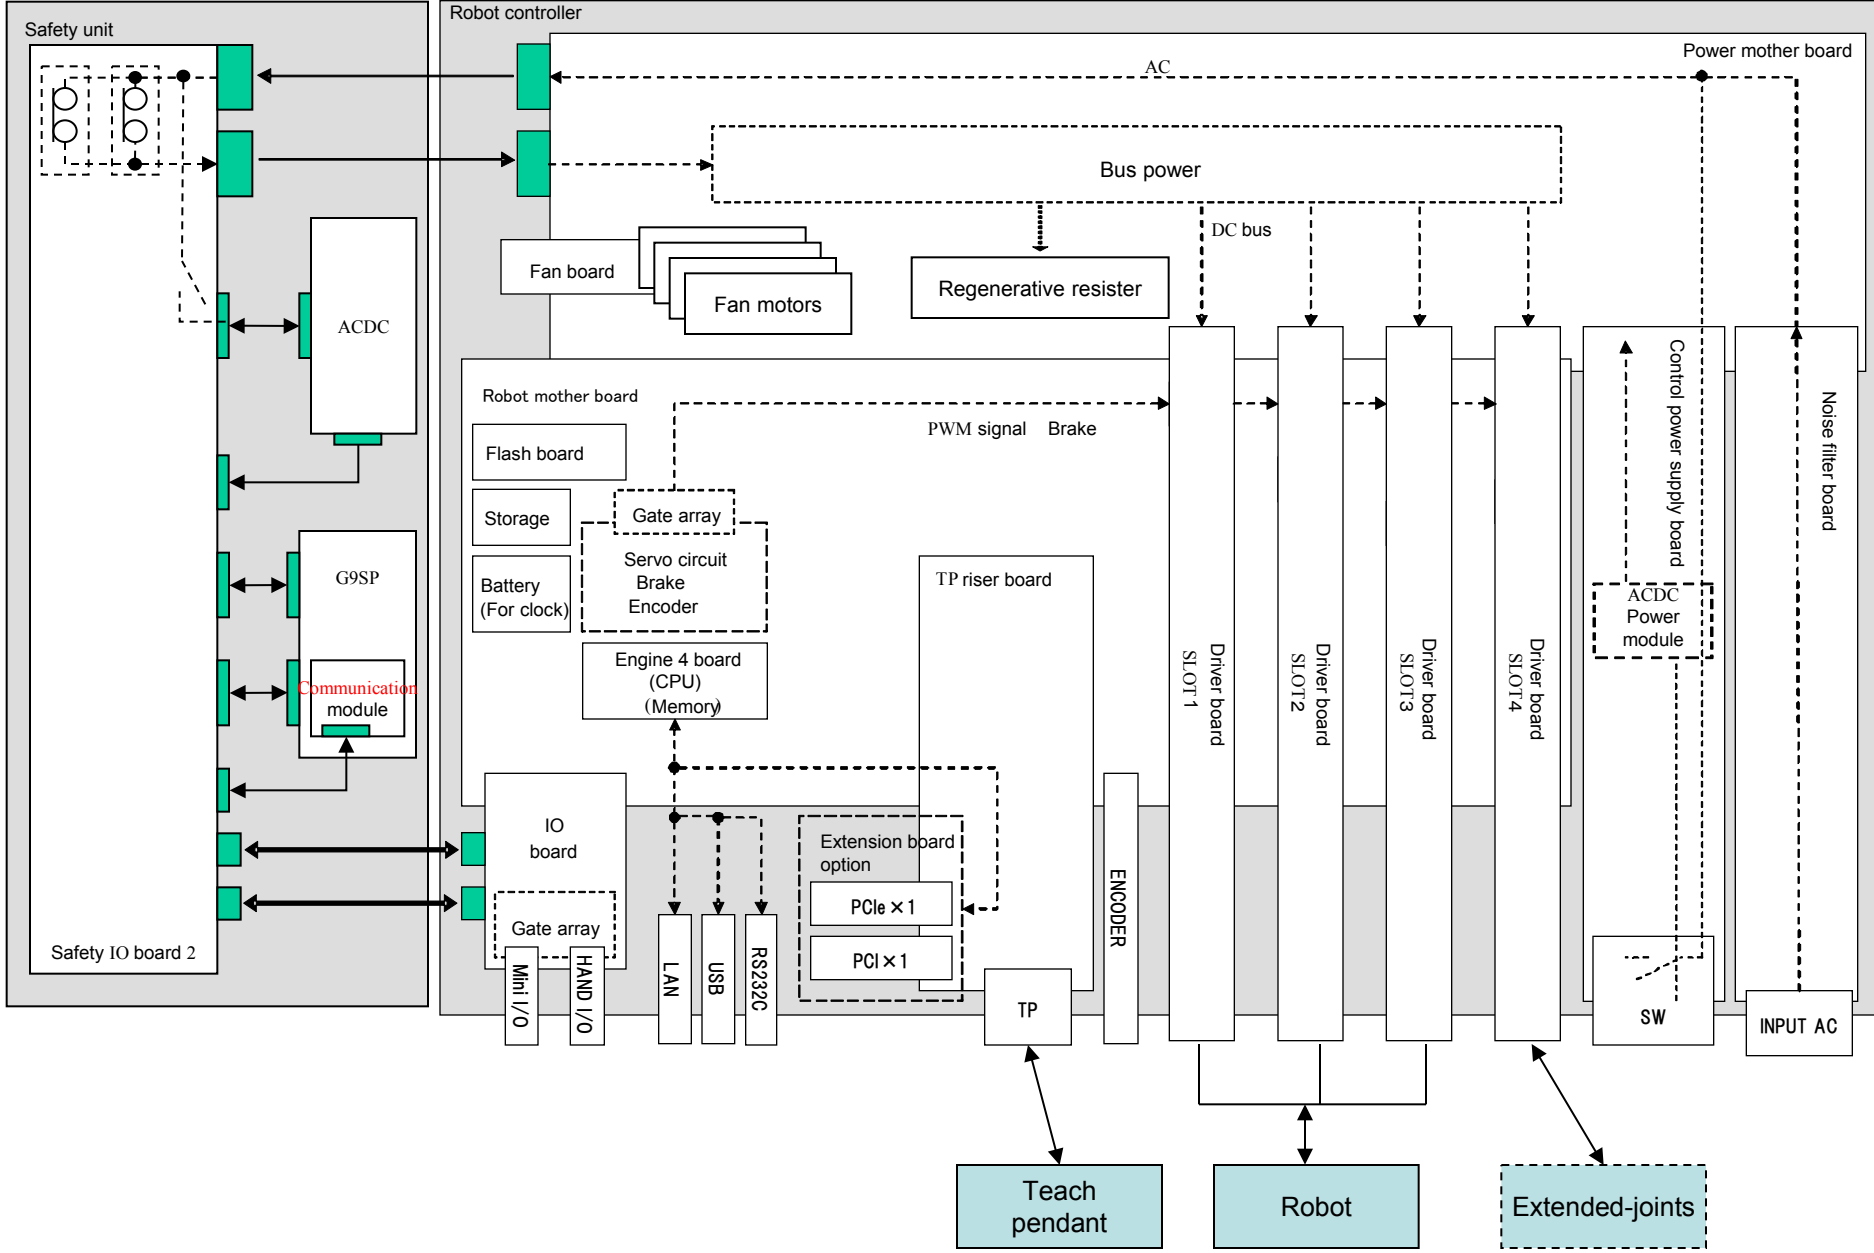 Safety unit
Robot controller
Power mother board
AC
Bus power
DC bus
Fan board
Fan motors
Regenerative resister
ACDC
Robot mother board
PWM signal    Brake
Flash board
Storage
Gate array
Battery
(For clock)
Servo circuit
Brake
Encoder
TP riser board
Engine 4 board
(CPU)
(Memory)
G9SP
Communication
module
Control power supply board
Noise filter board
ACDC
Power
module
Driver board
SLOT1
Driver board
SLOT2
Driver board
SLOT3
Driver board
SLOT4
IO
board
Gate array
Extension board
option
PCIe×1
PCI×1
ENCODER
Safety IO board 2
Mini I/O
HAND I/O
LAN
USB
RS232C
TP
SW
INPUT AC
Teach
pendant
Robot
Extended-joints